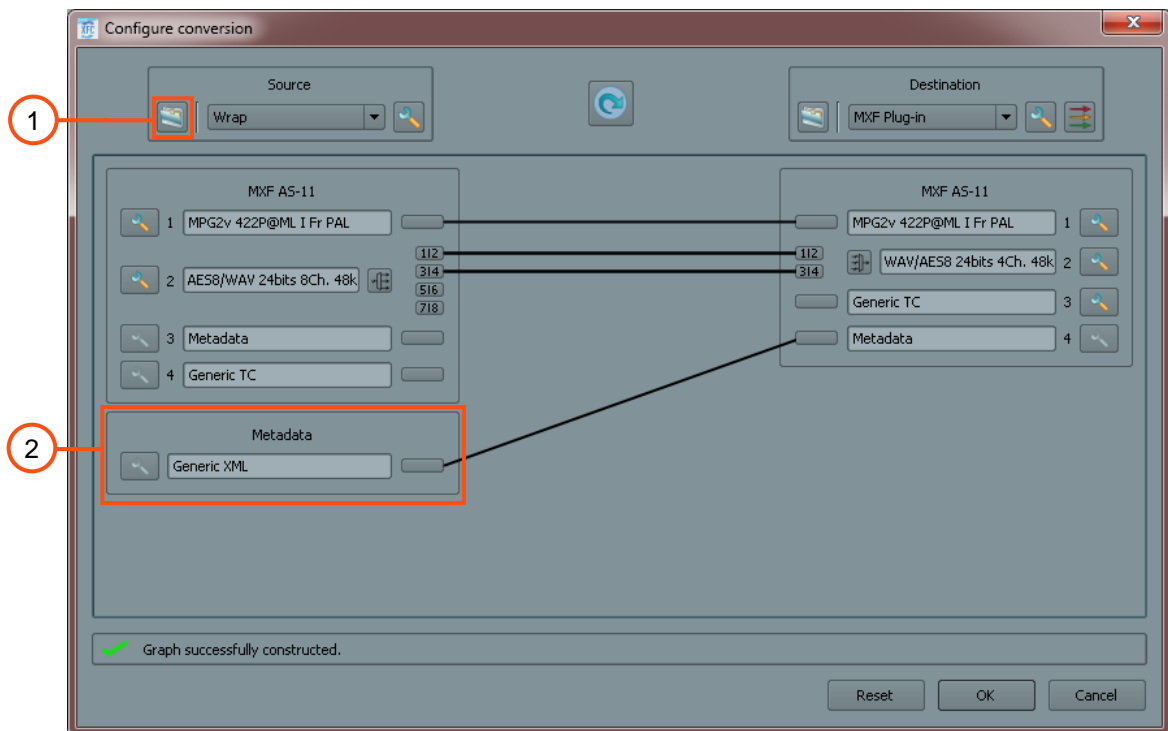 XFC Configure conversion
Source
Destination
1
Wrap
MXF Plug-in
MXF AS-11
MXF AS-11
1 MPG2v 422P@ML I Fr PAL
MPG2v 422P@ML I Fr PAL 1
1|2
1|2
2 AES8/WAV 24bits 8Ch. 48k
3|4
3|4
WAV/AES8 24bits 4Ch. 48k 2
5|6
7|8
Generic TC 3
3 Metadata
Metadata 4
4 Generic TC
2
Metadata
Generic XML
Graph successfully constructed.
Reset
OK
Cancel